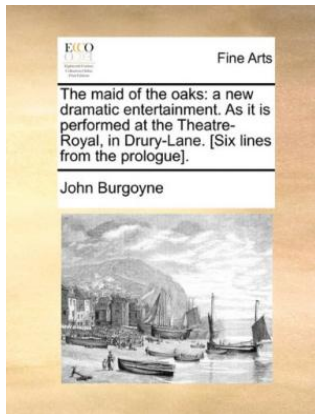 ECCO
Fine Arts
The maid of the oaks: a new
dramatic entertainment. As it is
performed at the Theatre-
Royal, in Drury-Lane. [Six lines
from the prologue].
John Burgoyne